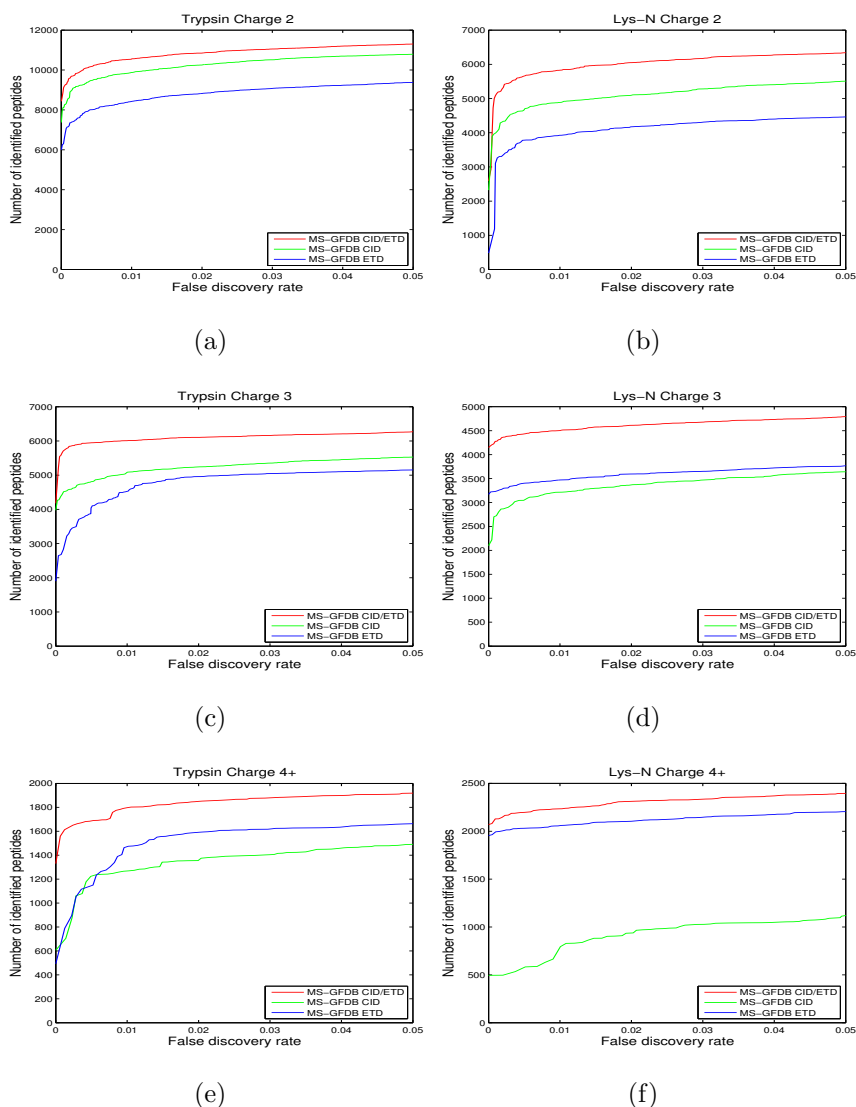 Trypsin Charge 2
12000
10000
8000
6000
4000
2000
0
0 0.01 0.02 0.03 0.04 0.05
Number of identified peptides
False discovery rate
MS-GFDB CID/ETD
MS-GFDB CID
MS-GFDB ETD
(a)
Lys-N Charge 2
7000
6000
5000
4000
3000
2000
1000
0
0 0.01 0.02 0.03 0.04 0.05
Number of identified peptides
False discovery rate
MS-GFDB CID/ETD
MS-GFDB CID
MS-GFDB ETD
(b)
Trypsin Charge 3
7000
6000
5000
4000
3000
2000
1000
0
0 0.01 0.02 0.03 0.04 0.05
Number of identified peptides
False discovery rate
MS-GFDB CID/ETD
MS-GFDB CID
MS-GFDB ETD
(c)
Lys-N Charge 3
5000
4500
4000
3500
3000
2500
2000
1500
1000
500
0
0 0.01 0.02 0.03 0.04 0.05
Number of identified peptides
False discovery rate
MS-GFDB CID/ETD
MS-GFDB CID
MS-GFDB ETD
(d)
Trypsin Charge 4+
2000
1800
1600
1400
1200
1000
800
600
400
200
0
0 0.01 0.02 0.03 0.04 0.05
Number of identified peptides
False discovery rate
MS-GFDB CID/ETD
MS-GFDB CID
MS-GFDB ETD
(e)
Lys-N Charge 4+
2500
2000
1500
1000
500
0
0 0.01 0.02 0.03 0.04 0.05
Number of identified peptides
False discovery rate
MS-GFDB CID/ETD
MS-GFDB CID
MS-GFDB ETD
(f)